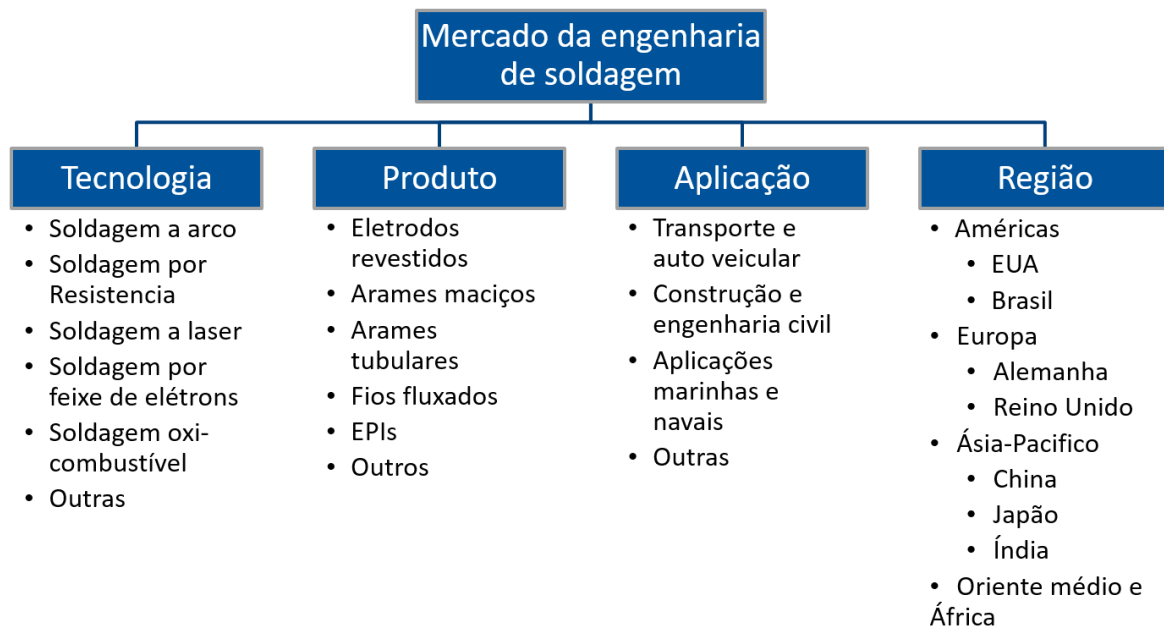 Mercado da engenharia
de soldagem
Tecnologia
• Soldagem a arco
• Soldagem por
Resistencia
• Soldagem a laser
• Soldagem por
feixe de elétrons
• Soldagem oxi-
combustível
• Outras
Produto
• Eletrodos
revestidos
• Arames maciços
• Arames
tubulares
• Fios fluxados
• EPIs
• Outros
Aplicação
• Transporte e
auto veicular
• Construção e
engenharia civil
• Aplicações
marinhas e
navais
• Outras
Região
• Américas
• EUA
• Brasil
• Europa
• Alemanha
• Reino Unido
• Ásia-Pacifico
• China
• Japão
• Índia
• Oriente médio e
África